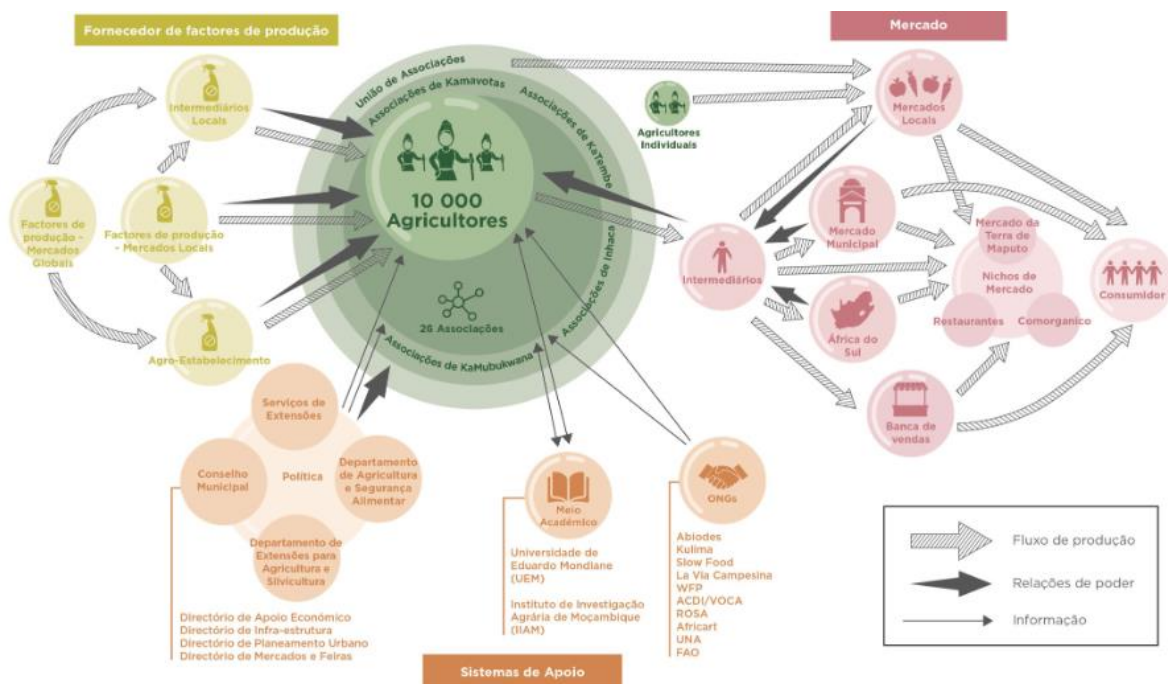 Fornecedor de factores de produção
Mercado
Intermediários
Locais
Factores de
produção -
Mercados
Globais
Factores de produção
- Mercados Locais
Agro-Estabelecimento
União de Associações
Associações de Kamavotas
Associações de KaTembe
Associações de Inhaca
Associações de KaMubukwana
10 000
Agricultores
26 Associações
Agricultores
Individuais
Mercados
Locais
Mercado
Municipal
Intermediários
África do
Sul
Banca de
vendas
Mercado da
Terra de
Maputo
Nichos de
Mercado
Restaurantes
Comorganico
Consumidor
Serviços de
Extensões
Conselho
Municipal
Política
Departamento
de Agricultura
e Segurança
Alimentar
Departamento de
Extensões para
Agricultura e
Silvicultura
Directório de Apoio Económico
Directório de Infra-estrutura
Directório de Planeamento Urbano
Directório de Mercados e Feiras
Meio
Académico
Universidade de
Eduardo Mondlane
(UEM)
Instituto de Investigação
Agrária de Moçambique
(IIAM)
ONGs
Abiodes
Kulima
Slow Food
La Via Campesina
WFP
ACDI/VOCA
ROSA
Africart
UNA
FAO
Sistemas de Apoio
Fluxo de produção
Relações de poder
Informação